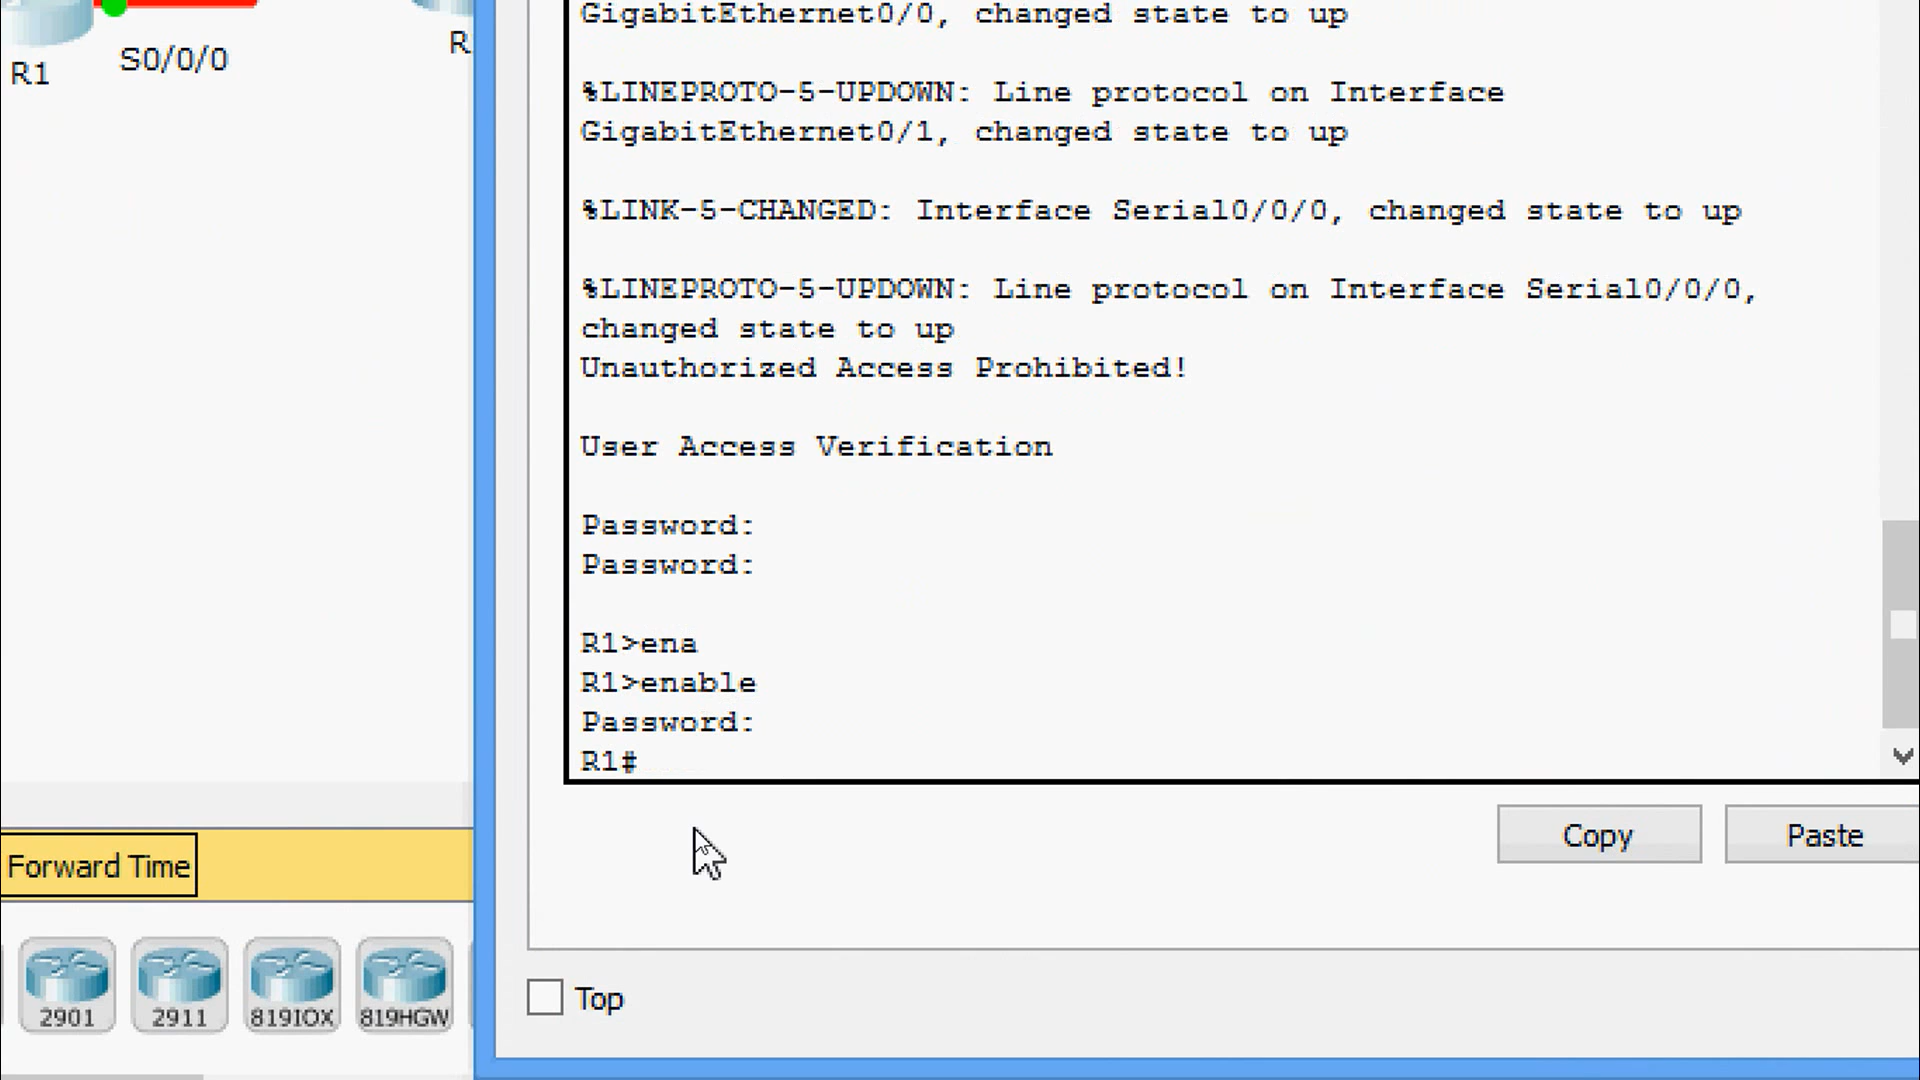 R1
S0/0/0
R
GigabitEthernet0/0, changed state to up
%LINEPROTO-5-UPDOWN: Line protocol on Interface
GigabitEthernet0/1, changed state to up
%LINK-5-CHANGED: Interface Serial0/0/0, changed state to up
%LINEPROTO-5-UPDOWN: Line protocol on Interface Serial0/0/0,
changed state to up
Unauthorized Access Prohibited!
User Access Verification
Password:
Password:
R1>ena
R1>enable
Password:
R1#
Copy
Paste
Forward Time
2901
2911
819IOX
819HGW
Top